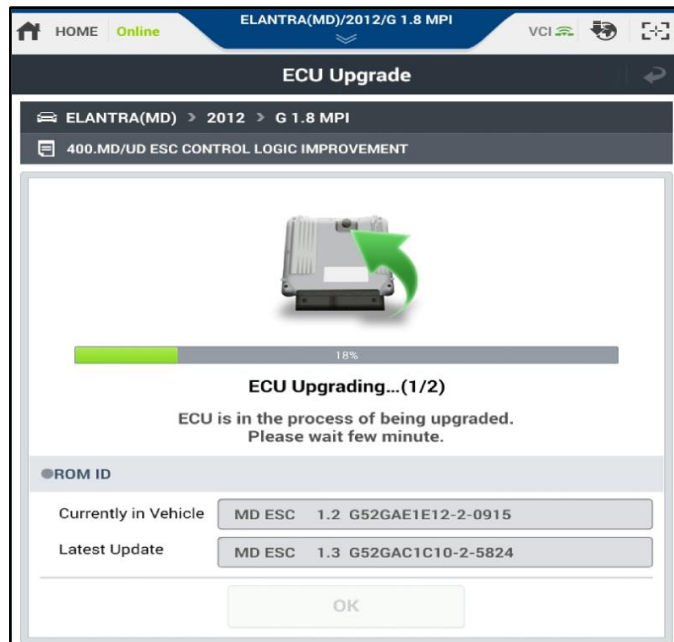 HOME Online
ELANTRA(MD)/2012/G 1.8 MPI
VCI
ECU Upgrade
ELANTRA(MD) > 2012 > G 1.8 MPI
400.MD/UD ESC CONTROL LOGIC IMPROVEMENT
18%
ECU Upgrading...(1/2)
ECU is in the process of being upgraded.
Please wait few minute.
ROM ID
Currently in Vehicle MD ESC 1.2 G52GAE1E12-2-0915
Latest Update MD ESC 1.3 G52GAC1C10-2-5824
OK